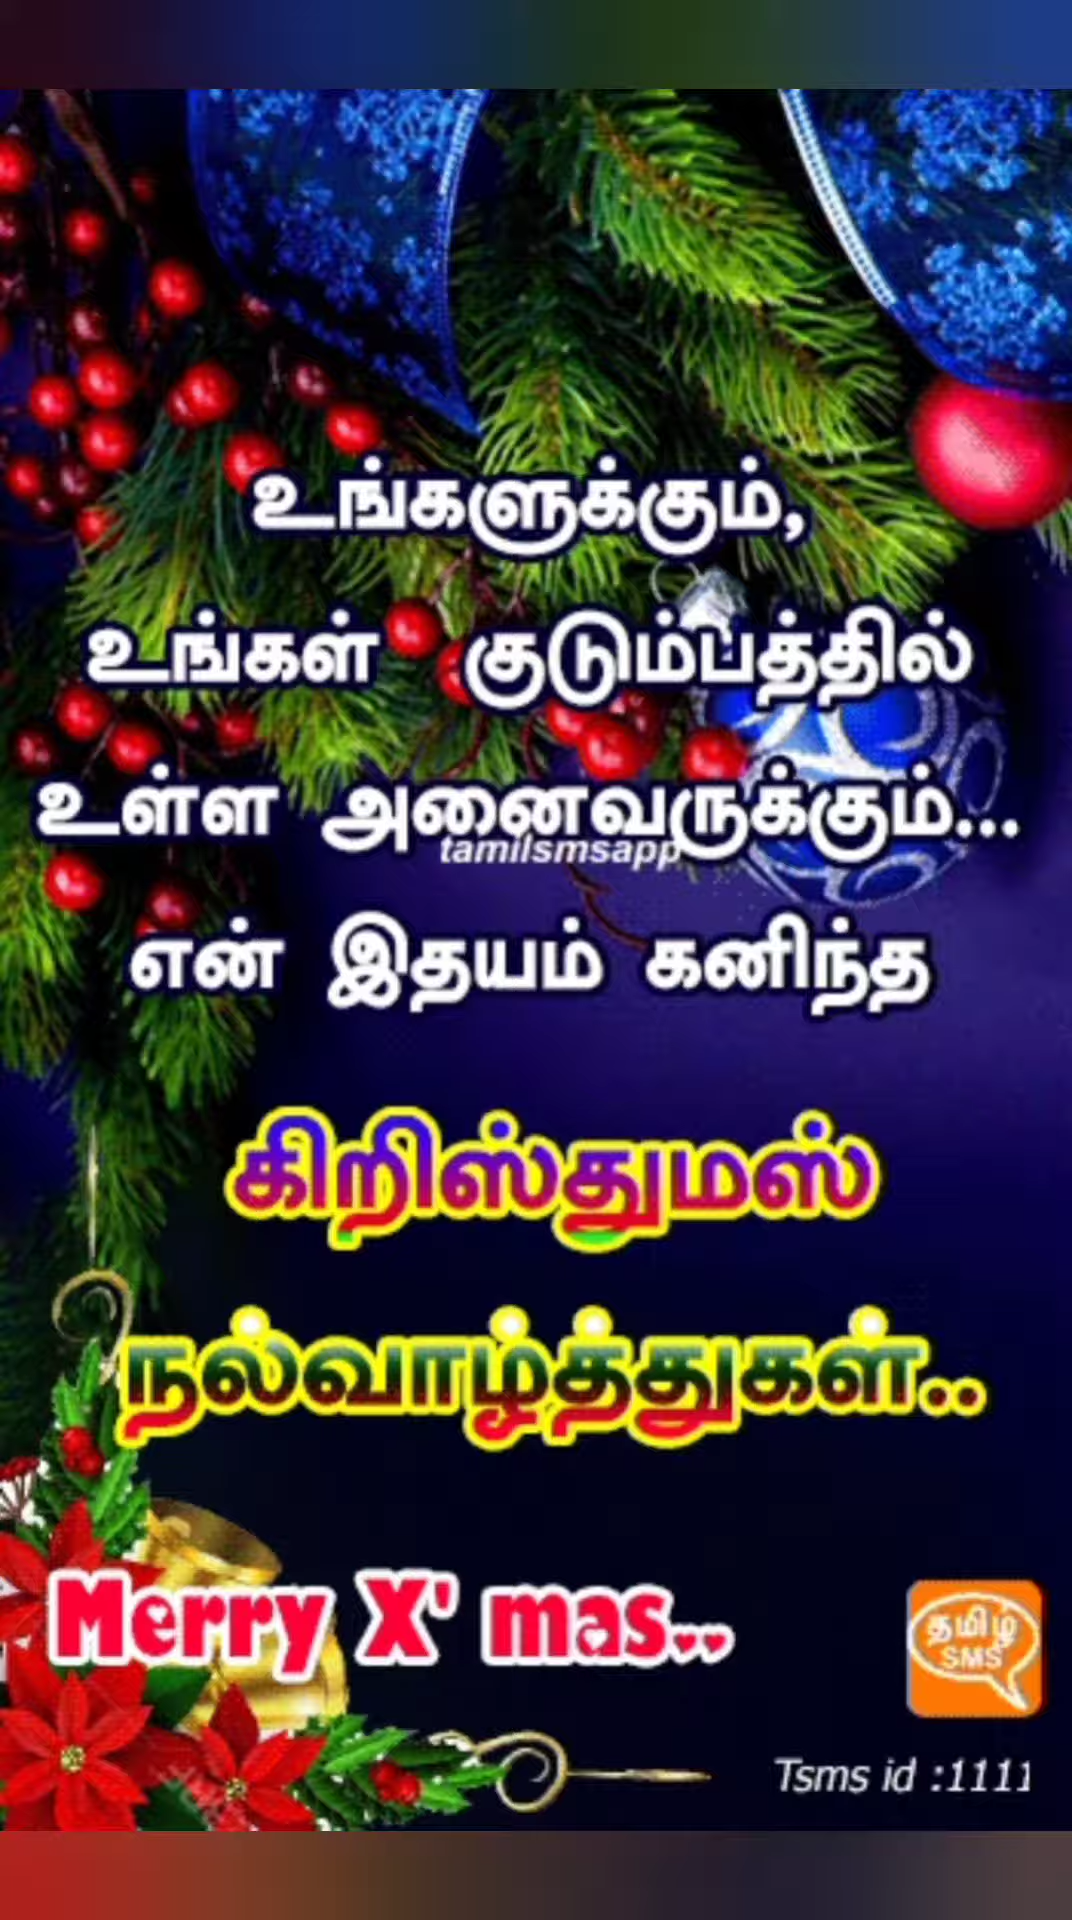 உங்களுக்கும்,
உங்கள் குடும்பத்தில்
உள்ள அனைவருக்கும்...
tamilsmsapp
என் இதயம் கனிந்த
கிறிஸ்துமஸ்
நல்வாழ்த்துகள்..
Merry X' mas..
தமிழ்
SMS
Tsms id :1111